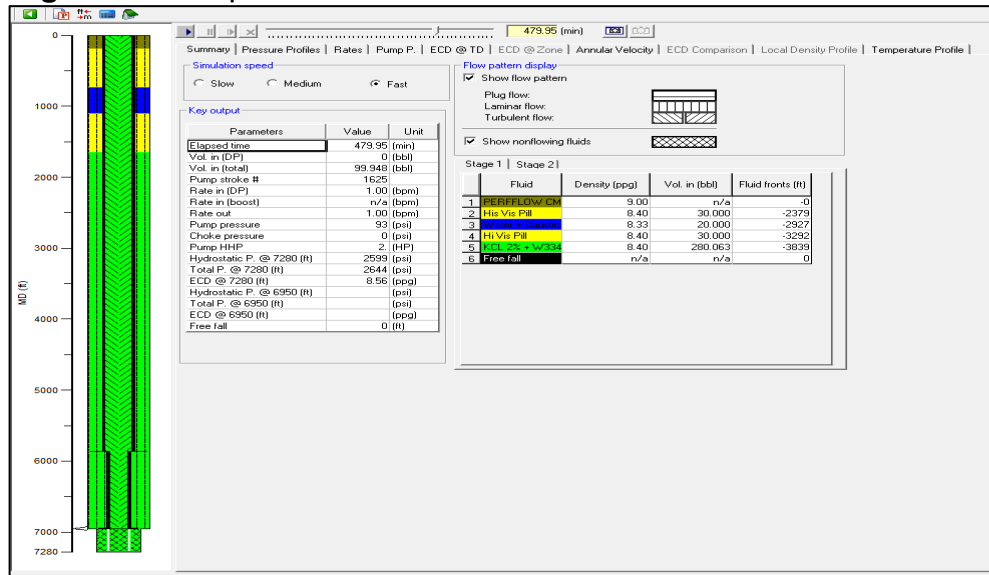 479.95 (min)
Summary | Pressure Profiles | Rates | Pump P. | ECD @ TD | ECD @ Zone | Annular Velocity | ECD Comparison | Local Density Profile | Temperature Profile |
Simulation speed
Slow Medium Fast
Key output
Parameters Value Unit
Elapsed time 479.95 (min)
Vol. in (DP) 0 (bbl)
Vol. in (total) 99.948 (bbl)
Pump stroke # 1625
Rate in (DP) 1.00 (bpm)
Rate in (boost) n/a (bpm)
Rate out 1.00 (bpm)
Pump pressure 93 (psi)
Choke pressure 0 (psi)
Pump HHP 2. (HP)
Hydrostatic P. @ 7280 (ft) 2599 (psi)
Total P. @ 7280 (ft) 2644 (psi)
ECD @ 7280 (ft) 8.56 (ppg)
Hydrostatic P. @ 6950 (ft) (psi)
Total P. @ 6950 (ft) (psi)
ECD @ 6950 (ft) (ppg)
Free fall 0 (ft)
Flow pattern display
Show flow pattern
Plug flow:
Laminar flow:
Turbulent flow:
Show nonflowing fluids
Stage 1 | Stage 2 |
Fluid Density (ppg) Vol. in (bbl) Fluid fronts (ft)
1 PERFFLOW CM 9.00 n/a -0
2 His Vis Pill 8.40 30.000 -2379
3 8.33 20.000 -2927
4 Hi Vis Pill 8.40 30.000 -3292
5 KCL 2% + W334 8.40 280.063 -3839
6 Free fall n/a n/a 0
MD (ft)
0
1000
2000
3000
4000
5000
6000
7000
7280